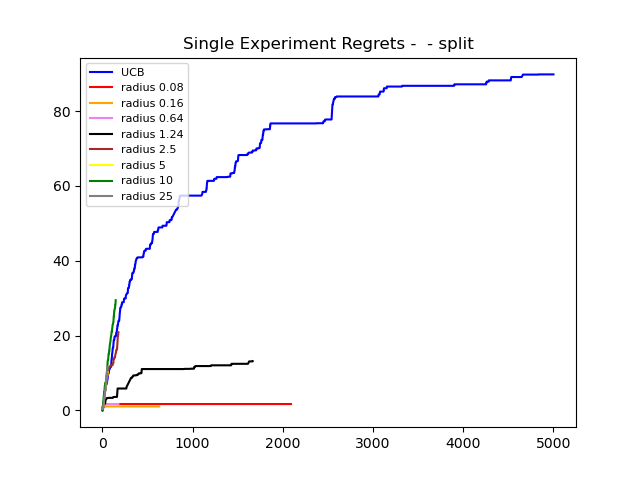 Single Experiment Regrets -  - split
UCB
radius 0.08
radius 0.16
radius 0.64
radius 1.24
radius 2.5
radius 5
radius 10
radius 25
80
60
40
20
0
0 1000 2000 3000 4000 5000